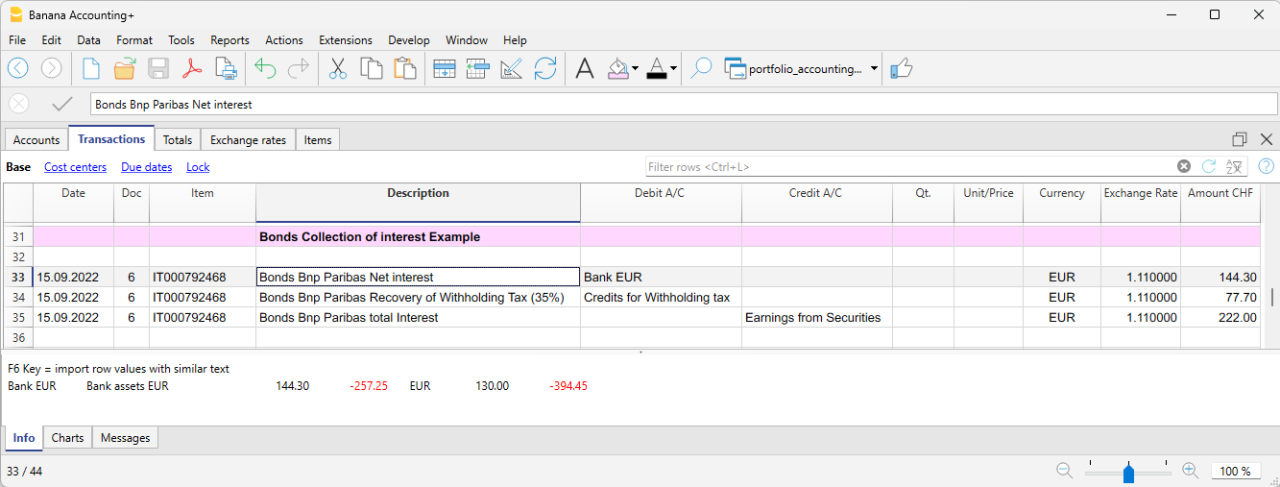 Banana Accounting+
File Edit Data Format Tools Reports Actions Extensions Develop Window Help
portfolio_accounting...
Bonds Bnp Paribas Net interest
Accounts Transactions Totals Exchange rates Items
Base Cost centers Due dates Lock Filter rows <Ctrl+L>
Date Doc Item Description Debit A/C Credit A/C Qt. Unit/Price Currency Exchange Rate Amount CHF
31 Bonds Collection of interest Example
32
33 15.09.2022 6 IT000792468 Bonds Bnp Paribas Net interest Bank EUR EUR 1.110000 144.30
34 15.09.2022 6 IT000792468 Bonds Bnp Paribas Recovery of Withholding Tax (35%) Credits for Withholding tax EUR 1.110000 77.70
35 15.09.2022 6 IT000792468 Bonds Bnp Paribas total Interest Earnings from Securities EUR 1.110000 222.00
36
F6 Key = import row values with similar text
Bank EUR Bank assets EUR 144.30 -257.25 EUR 130.00 -394.45
Info Charts Messages
33 / 44 100 %